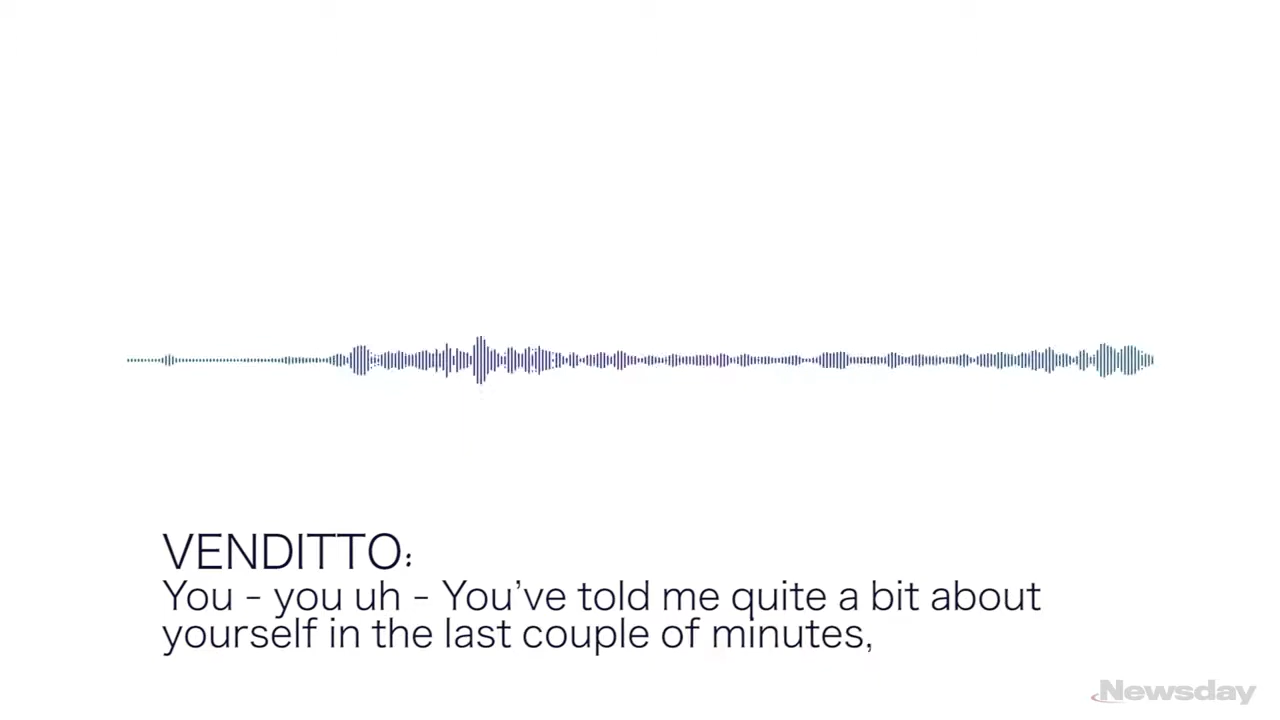 VENDITTO:
You - you uh - You’ve told me quite a bit about
yourself in the last couple of minutes,
Newsday